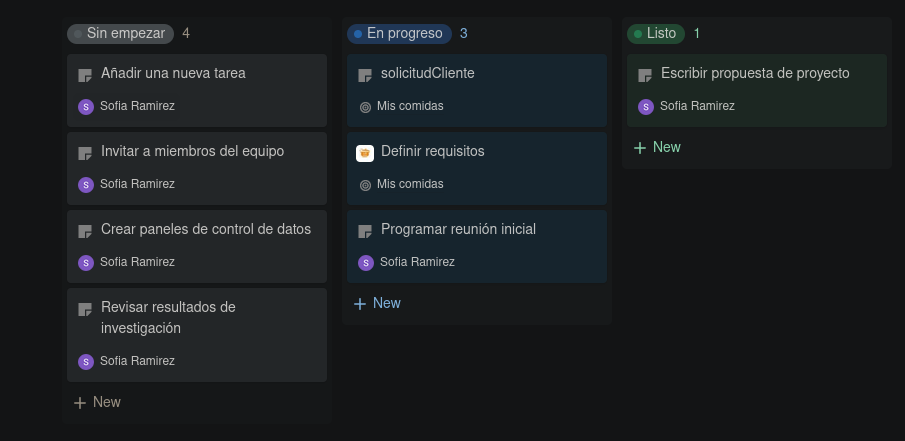 Sin empezar 4
Añadir una nueva tarea
S Sofia Ramirez
Invitar a miembros del equipo
S Sofia Ramirez
Crear paneles de control de datos
S Sofia Ramirez
Revisar resultados de
investigación
S Sofia Ramirez
+ New
En progreso 3
solicitudCliente
Mis comidas
Definir requisitos
Mis comidas
Programar reunión inicial
S Sofia Ramirez
+ New
Listo 1
Escribir propuesta de proyecto
S Sofia Ramirez
+ New